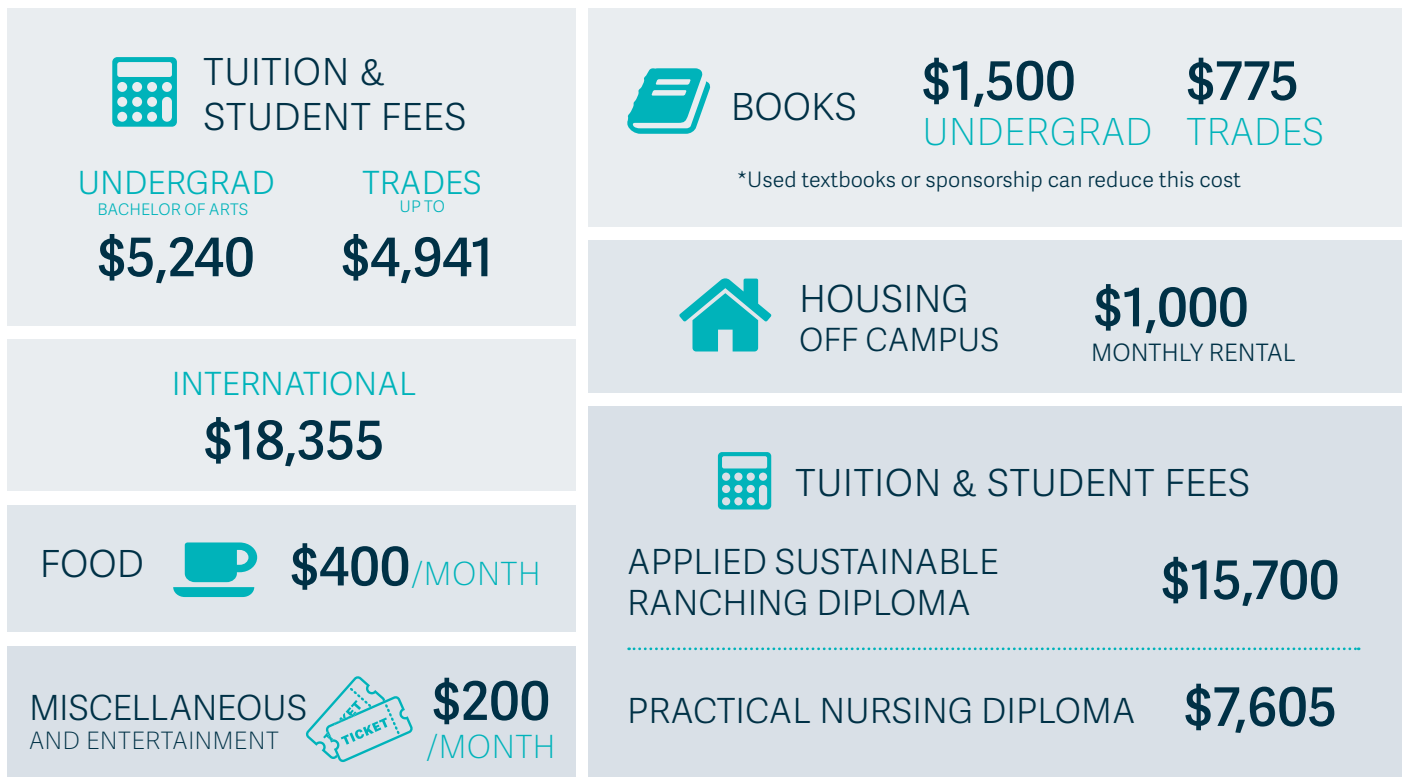 TUITION &
STUDENT FEES
UNDERGRAD
BACHELOR OF ARTS
$5,240
TRADES
UP TO
$4,941
INTERNATIONAL
$18,355
FOOD
$400/MONTH
MISCELLANEOUS
AND ENTERTAINMENT
KET
TICKET
$200
/MONTH
BOOKS
$1,500
UNDERGRAD
$775
TRADES
*Used textbooks or sponsorship can reduce this cost
HOUSING
OFF CAMPUS
$1,000
MONTHLY RENTAL
TUITION & STUDENT FEES
APPLIED SUSTAINABLE
RANCHING DIPLOMA
$15,700
PRACTICAL NURSING DIPLOMA
$7,605